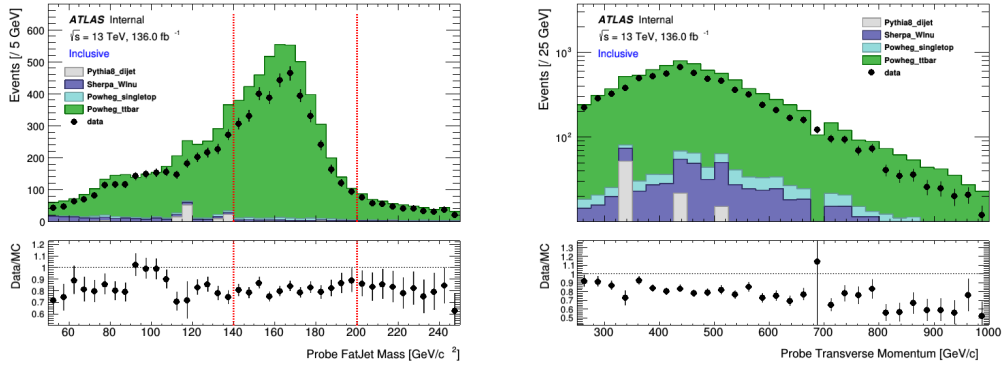 ATLAS Internal
√s = 13 TeV, 136.0 fb⁻¹
Inclusive
Pythia8_dijet
Sherpa_Wlnu
Powheg_singletop
Powheg_ttbar
data
Events [/ 5 GeV]
600
500
400
300
200
100
0
Data/MC
1.2
1.1
1
0.9
0.8
0.7
0.6
60 80 100 120 140 160 180 200 220 240
Probe FatJet Mass [GeV/c²]
ATLAS Internal
√s = 13 TeV, 136.0 fb⁻¹
Inclusive
Pythia8_dijet
Sherpa_Wlnu
Powheg_singletop
Powheg_ttbar
data
Events [/ 25 GeV]
10³
10²
Data/MC
1.3
1.2
1.1
1
0.9
0.8
0.7
0.6
0.5
300 400 500 600 700 800 900 1000
Probe Transverse Momentum [GeV/c]